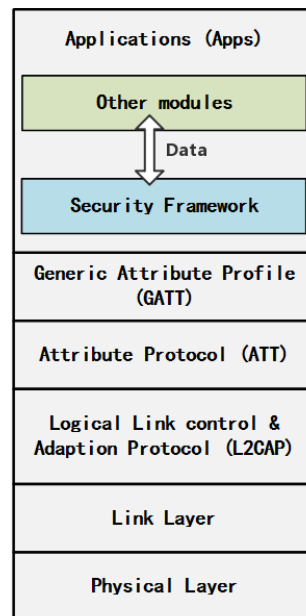 Applications (Apps)
Other modules
Data
Security Framework
Generic Attribute Profile
(GATT)
Attribute Protocol (ATT)
Logical Link control &
Adaption Protocol (L2CAP)
Link Layer
Physical Layer